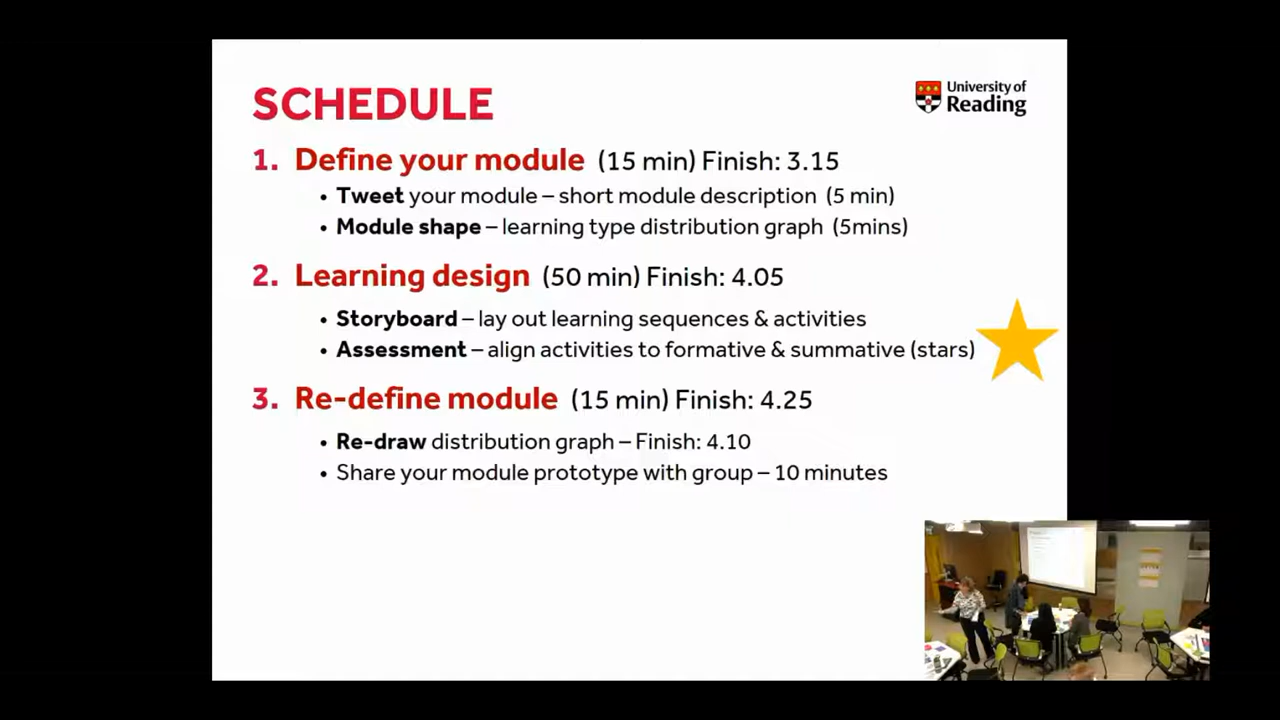 SCHEDULE
University of
Reading
1. Define your module (15 min) Finish: 3.15
• Tweet your module – short module description (5 min)
• Module shape – learning type distribution graph (5mins)
2. Learning design (50 min) Finish: 4.05
• Storyboard – lay out learning sequences & activities
• Assessment – align activities to formative & summative (stars)
3. Re-define module (15 min) Finish: 4.25
• Re-draw distribution graph – Finish: 4.10
• Share your module prototype with group – 10 minutes